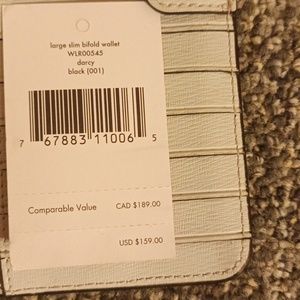 large slim bifold wallet
WLR00545
darcy
black (001)
7 67883 11006 5
Comparable Value CAD $189.00
USD $159.00